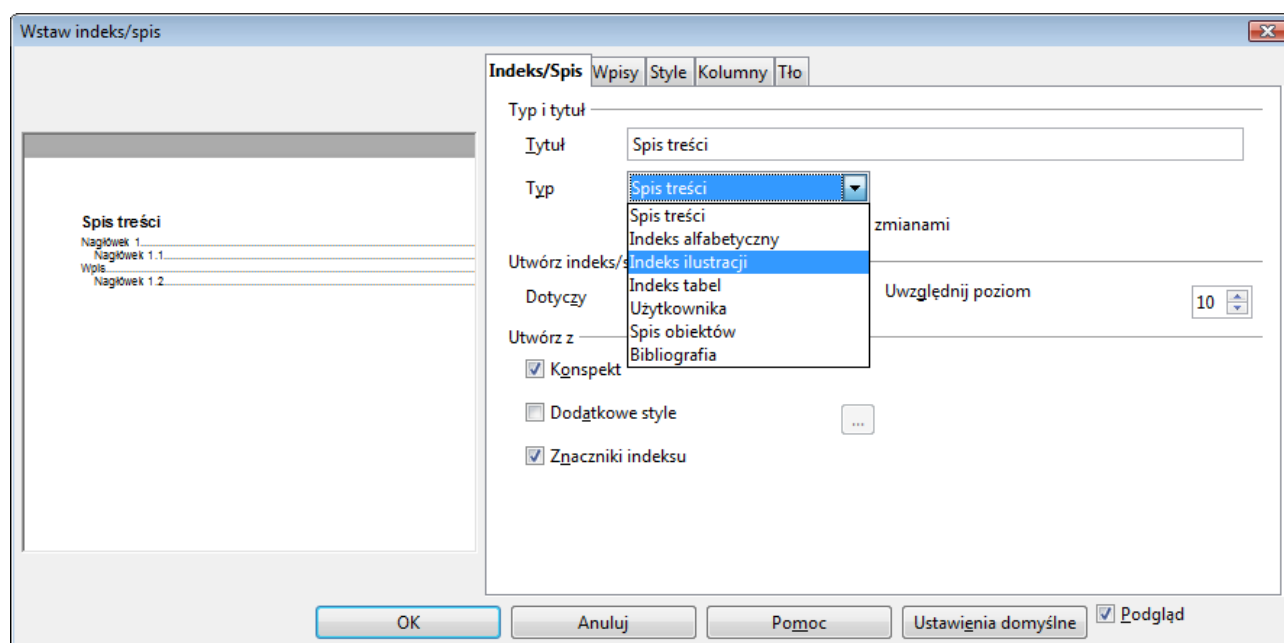 Wstaw indeks/spis
Indeks/Spis Wpisy Style Kolumny Tło
Typ i tytuł
Tytuł Spis treści
Typ Spis treści
Spis treści
zmianami
Indeks alfabetyczny
Utwórz indeks/s
Indeks ilustracji
Indeks tabel
Dotyczy
Uwzględnij poziom 10
Użytkownika
Spis obiektów
Utwórz z
Bibliografia
Konspekt
Dodatkowe style ...
Znaczniki indeksu
Spis treści
Nagłówek 1
Nagłówek 1.1
Wpis
Nagłówek 1.2
OK Anuluj Pomoc Ustawienia domyślne Podgląd